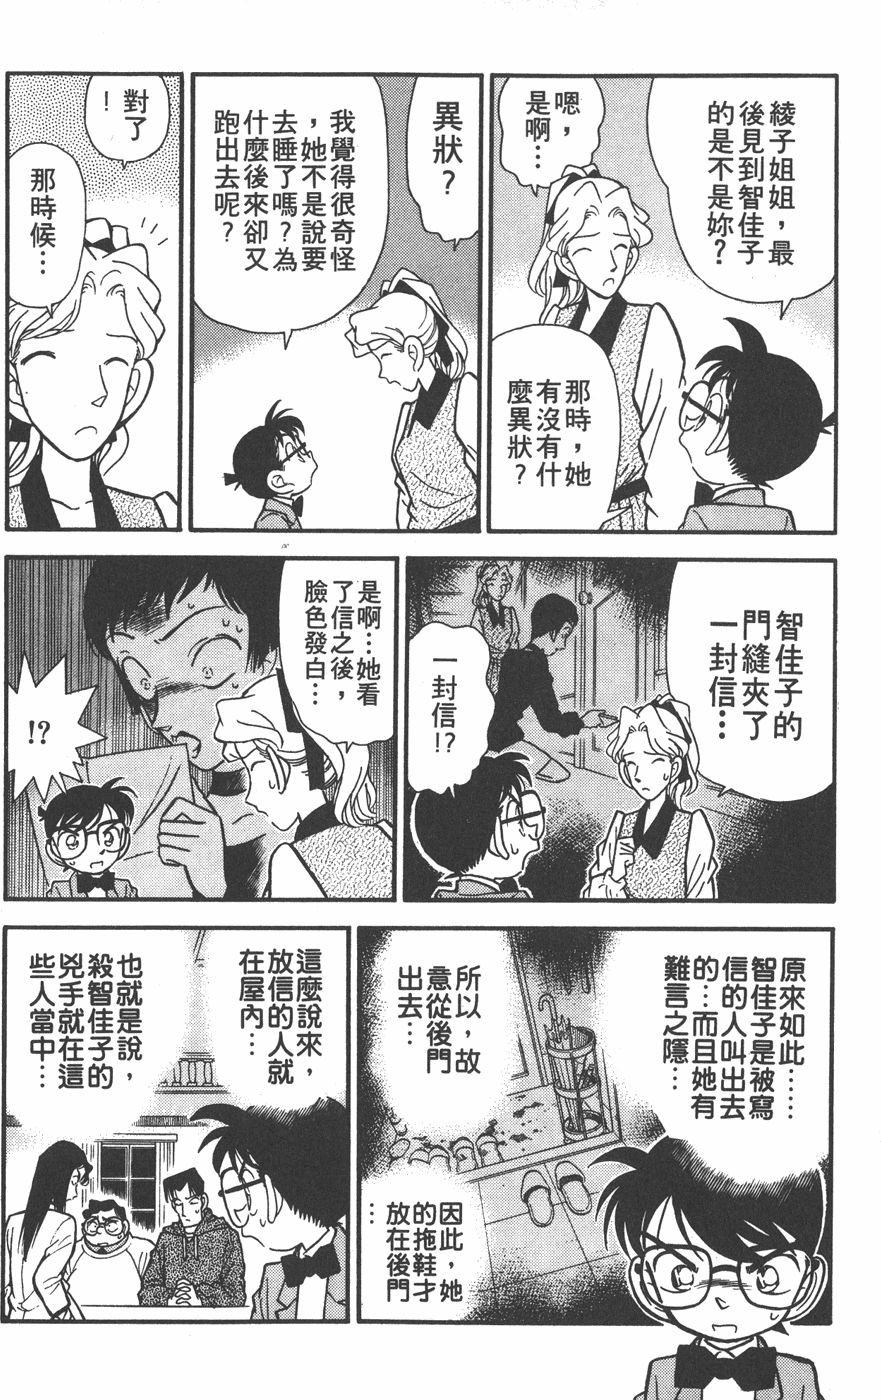 綾子姐姐，最
後見到智佳子
的是不是妳？
嗯，
是啊…
那時，她
有沒有什
麼異狀？
異狀？
我覺得很奇怪
，她不是說要
去睡了嗎？為
什麼後來卻又
跑出去呢？
對了
！
那時候…
智佳子的
門縫夾了
一封信…
一封信!?
是啊…她看
了信之後，
臉色發白…
!?
原來如此……
智佳子是被寫
信的人叫出去
的…而且她有
難言之隱…
所以，故
意從後門
出去…
因此，她
的拖鞋才
放在後門
…
這麼說來，
放信的人就
在屋內…
也就是說，
殺智佳子的
兇手就在這
些人當中…